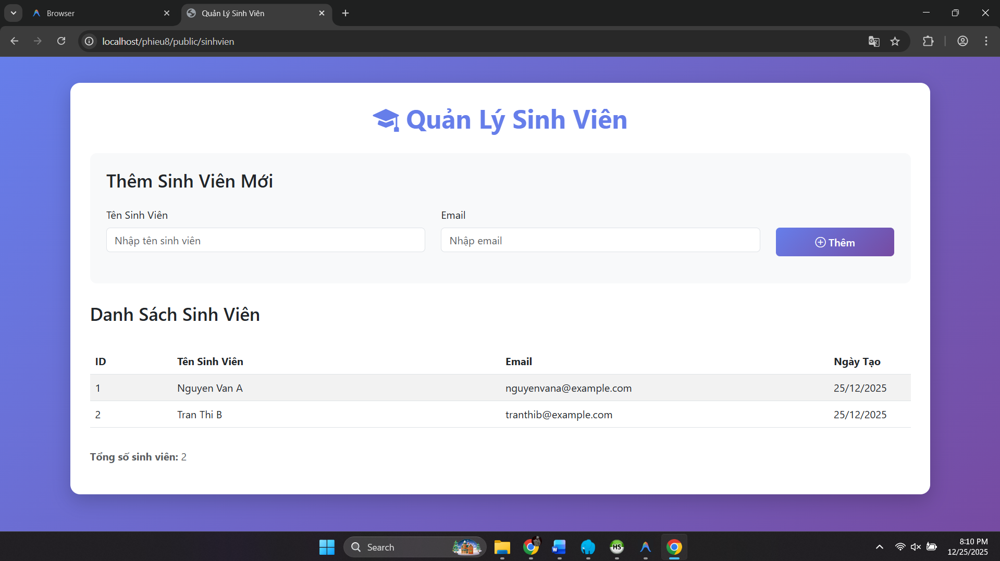 Browser
Quản Lý Sinh Viên
localhost/phieu8/public/sinhvien
Quản Lý Sinh Viên
Thêm Sinh Viên Mới
Tên Sinh Viên
Email
Nhập tên sinh viên
Nhập email
Thêm
Danh Sách Sinh Viên
ID Tên Sinh Viên Email Ngày Tạo
1 Nguyen Van A nguyenvana@example.com 25/12/2025
2 Tran Thi B tranthib@example.com 25/12/2025
Tổng số sinh viên: 2
Search
W
HS
8:10 PM
12/25/2025